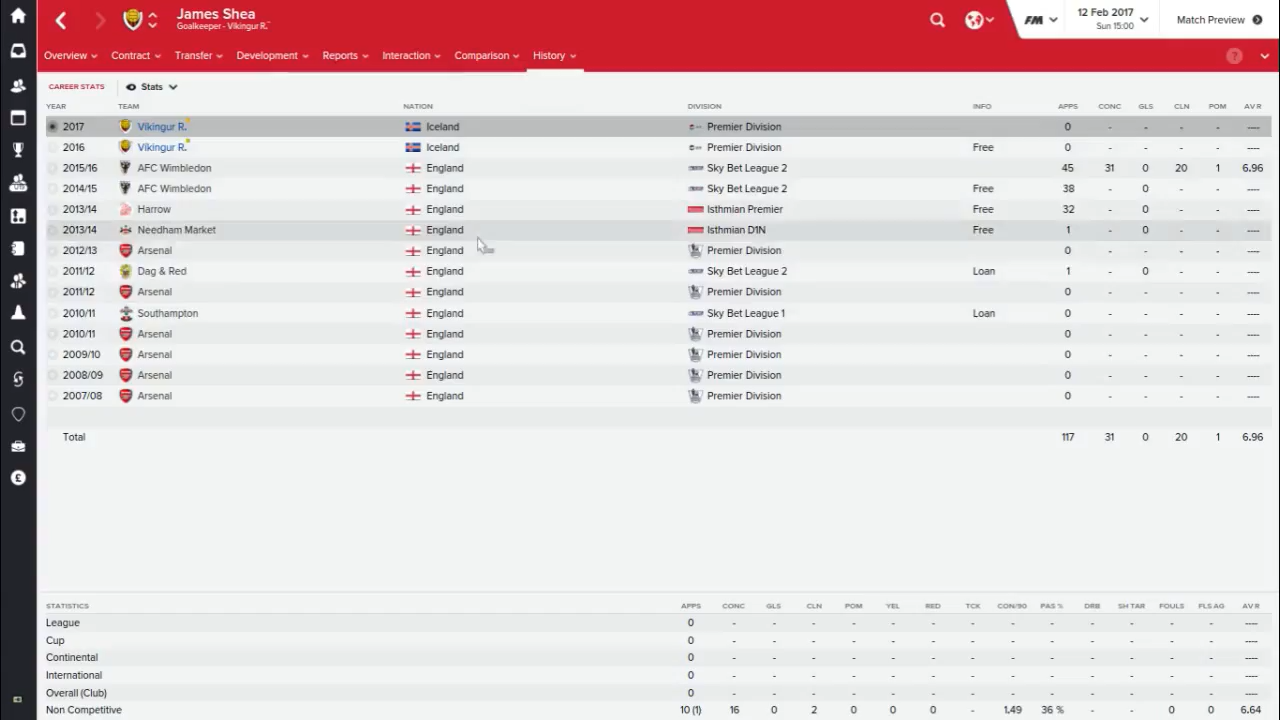 James Shea
Goalkeeper - Víkingur R.
FM
12 Feb 2017
Sun 15:00
Match Preview
Overview Contract Transfer Development Reports Interaction Comparison History ?
CAREER STATS Stats
YEAR TEAM NATION DIVISION INFO APPS CONC GLS CLN POM AV R
2017 Víkingur R. Iceland Premier Division 0 - - - - ----
2016 Víkingur R. Iceland Premier Division Free 0 - - - - ----
2015/16 AFC Wimbledon England Sky Bet League 2 45 31 0 20 1 6.96
2014/15 AFC Wimbledon England Sky Bet League 2 Free 38 - 0 - - ----
2013/14 Harrow England Isthmian Premier Free 32 - 0 - - ----
2013/14 Needham Market England Isthmian D1N Free 1 - 0 - - ----
2012/13 Arsenal England Premier Division 0 - - - - ----
2011/12 Dag & Red England Sky Bet League 2 Loan 1 - 0 - - ----
2011/12 Arsenal England Premier Division 0 - - - - ----
2010/11 Southampton England Sky Bet League 1 Loan 0 - - - - ----
2010/11 Arsenal England Premier Division 0 - - - - ----
2009/10 Arsenal England Premier Division 0 - - - - ----
2008/09 Arsenal England Premier Division 0 - - - - ----
2007/08 Arsenal England Premier Division 0 - - - - ----
Total 117 31 0 20 1 6.96
STATISTICS APPS CONC GLS CLN POM YEL RED TCK CON/90 PAS % DRB SH TAR FOULS FLS AG AV R
League 0 - - - - - - - - - - - - - ----
Cup 0 - - - - - - - - - - - - - ----
Continental 0 - - - - - - - - - - - - - ----
International 0 - - - - - - - - - - - - - ----
Overall (Club) 0 - - - - - - - - - - - - - ----
Non Competitive 10 (1) 16 0 2 0 0 0 - 1,49 36 % - - 0 0 6.64